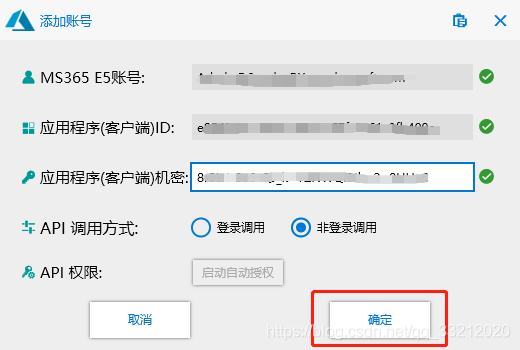 添加账号
MS365 E5账号:
应用程序(客户端)ID:
应用程序(客户端)机密:
API 调用方式: 登录调用 非登录调用
API 权限: 启动自动授权
取消 确定
https://blog.csdn.net/qq_33212020